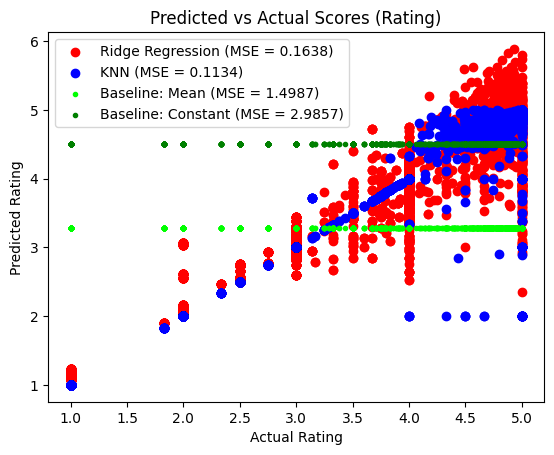 Predicted vs Actual Scores (Rating)
Ridge Regression (MSE = 0.1638)
KNN (MSE = 0.1134)
Baseline: Mean (MSE = 1.4987)
Baseline: Constant (MSE = 2.9857)
Predicted Rating
6
5
4
3
2
1
1.0 1.5 2.0 2.5 3.0 3.5 4.0 4.5 5.0
Actual Rating